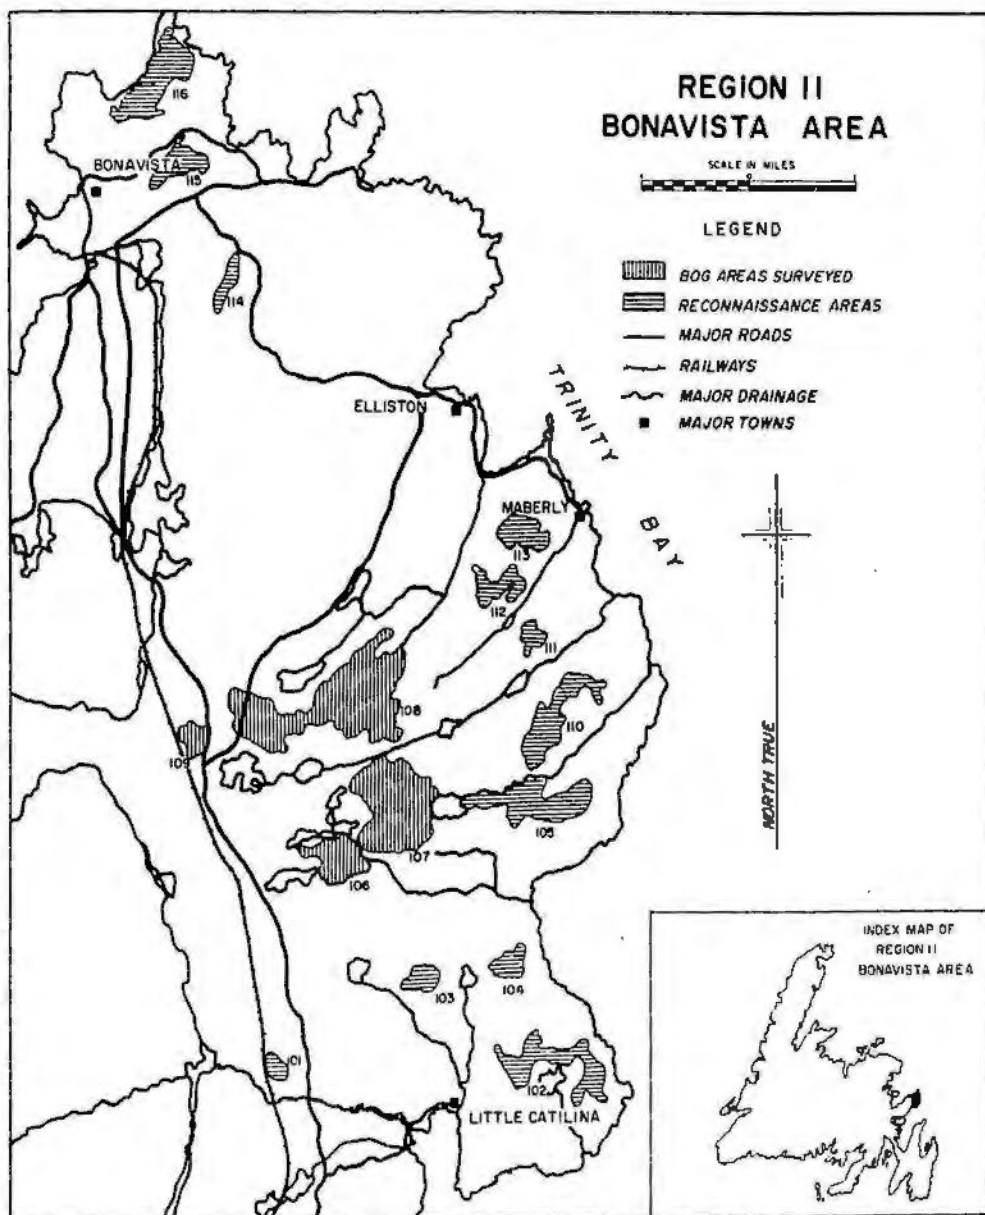 REGION 11
BONAVISTA AREA
SCALE IN MILES
LEGEND
BOG AREAS SURVEYED
RECONNAISSANCE AREAS
MAJOR ROADS
RAILWAYS
MAJOR DRAINAGE
MAJOR TOWNS
116
BONAVISTA
115
114
ELLISTON
TRINITY
BAY
MABERLY
113
112
111
108
110
109
NORTH TRUE
105
107
106
103
104
101
102
LITTLE CATILINA
INDEX MAP OF
REGION 11
BONAVISTA AREA